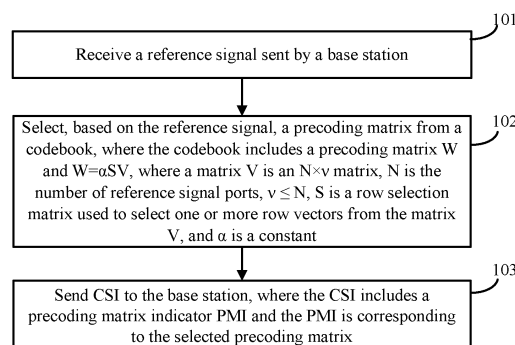 101
Receive a reference signal sent by a base station
102
Select, based on the reference signal, a precoding matrix from a
codebook, where the codebook includes a precoding matrix W
and W=αSV, where a matrix V is an N×ν matrix, N is the
number of reference signal ports, ν ≤ N, S is a row selection
matrix used to select one or more row vectors from the matrix
V, and α is a constant
103
Send CSI to the base station, where the CSI includes a
precoding matrix indicator PMI and the PMI is corresponding
to the selected precoding matrix